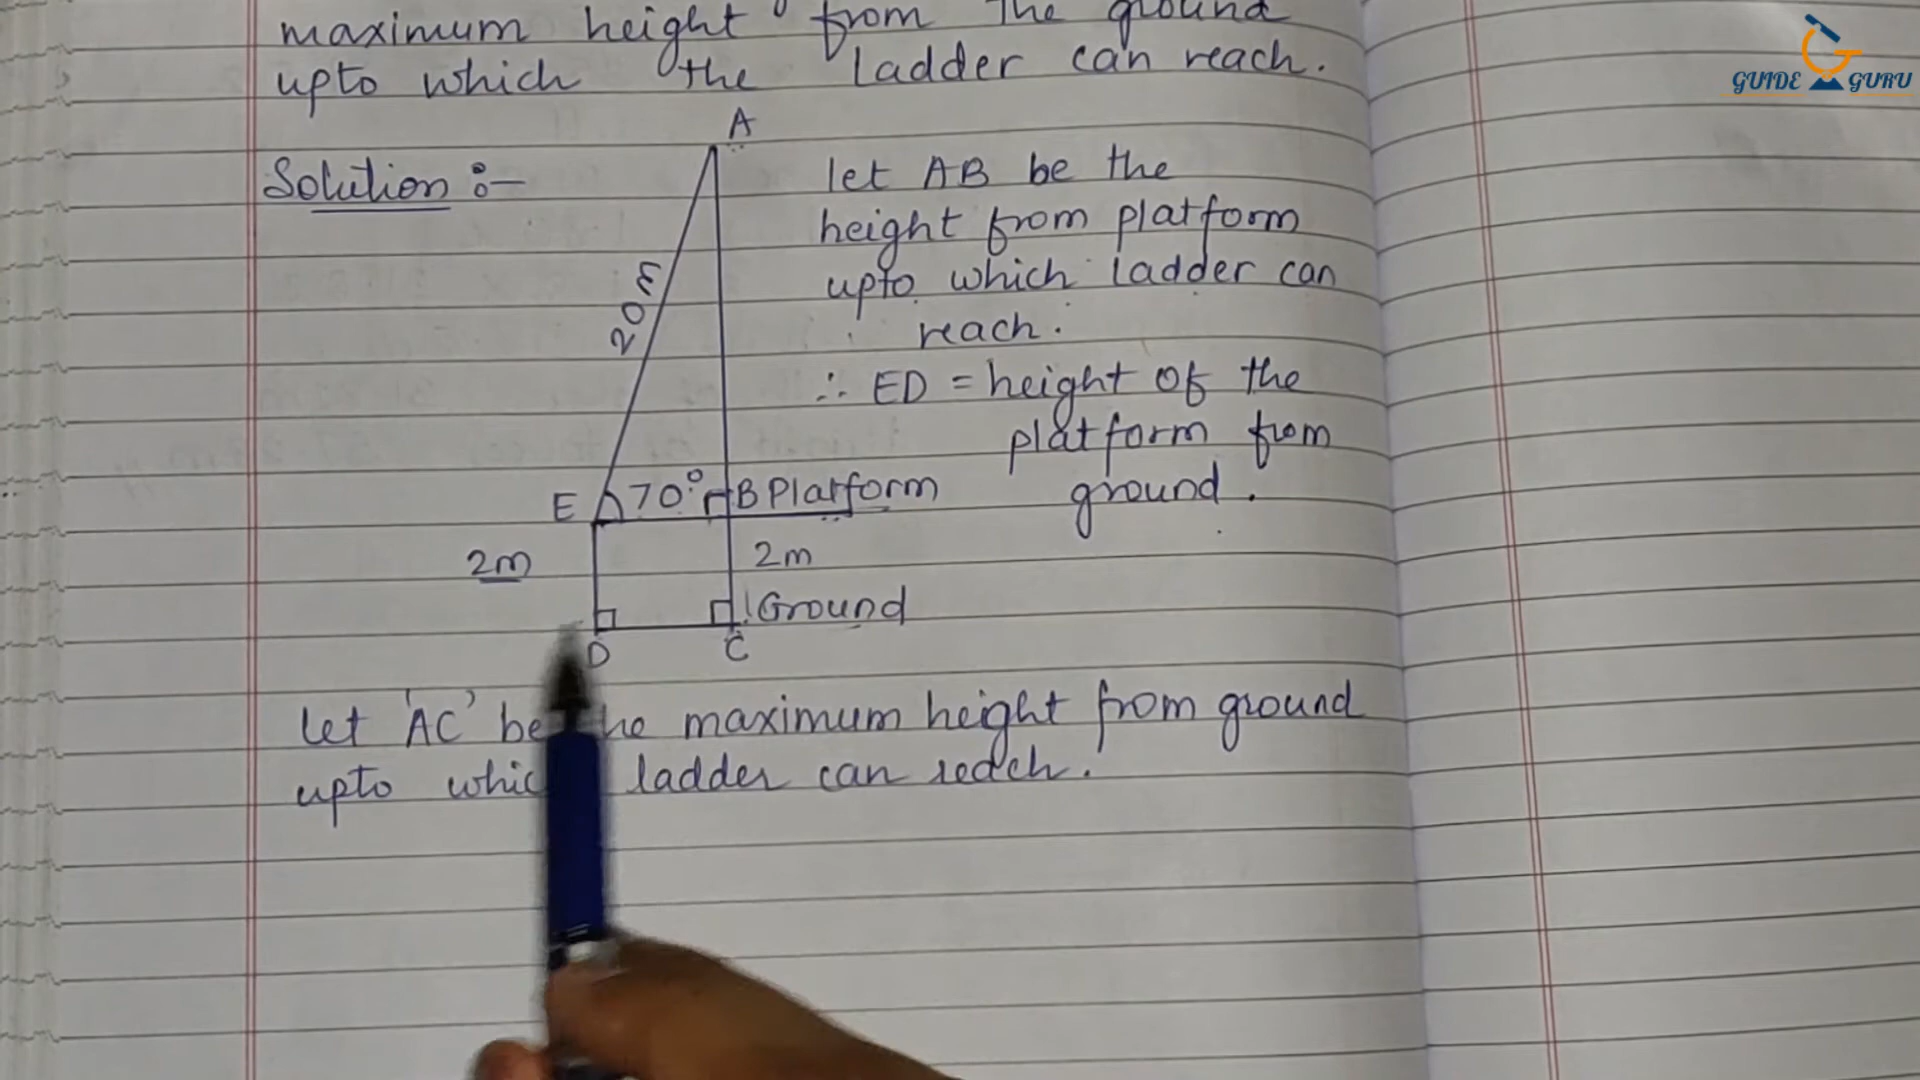 maximum height from the ground
upto which the ladder can reach.
A
Solution :-
let AB be the
height from platform
upto which ladder can
reach.
20m
∴ ED = height of the
platform from
ground.
E 70° B Platform
2m
2m
Ground
D
C
let 'AC' be the maximum height from ground
upto which ladder can reach.
GUIDE GURU